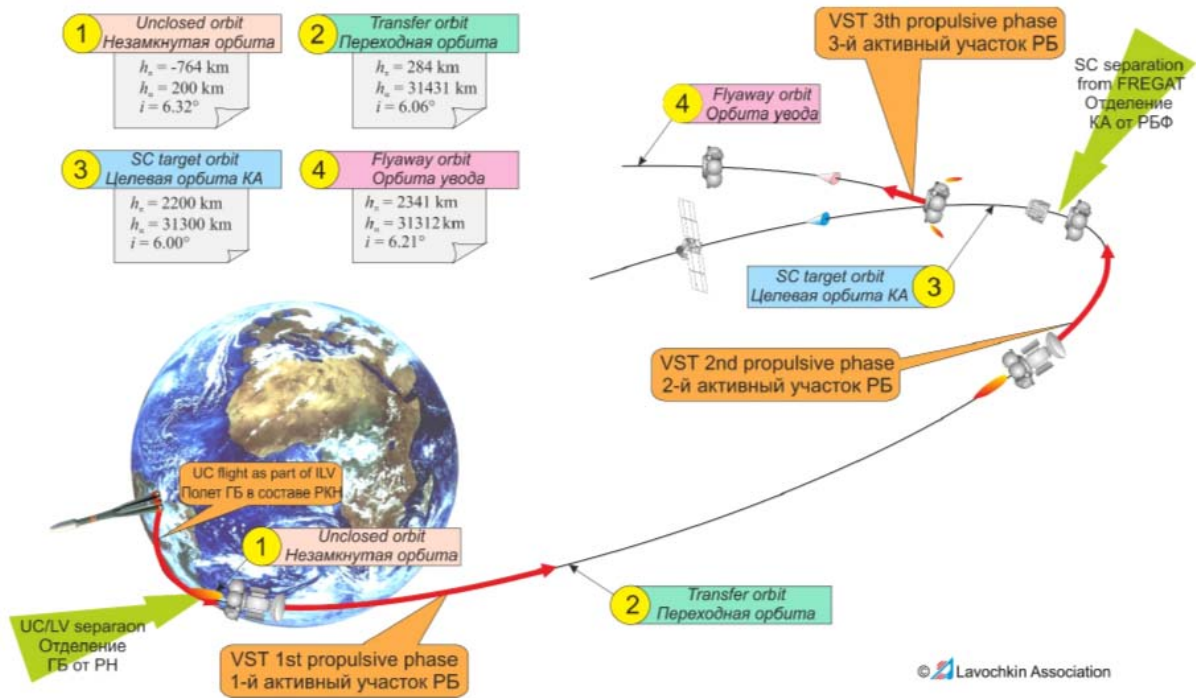 1
Unclosed orbit
Незамкнутая орбита
hп = -764 km
hα = 200 km
i = 6.32°
2
Transfer orbit
Переходная орбита
hп = 284 km
hα = 31431 km
i = 6.06°
3
SC target orbit
Целевая орбита КА
hп = 2200 km
hα = 31300 km
i = 6.00°
4
Flyaway orbit
Орбита увода
hп = 2341 km
hα = 31312 km
i = 6.21°
VST 3th propulsive phase
3-й активный участок РБ
SC separation
from FREGAT
Отделение
КА от РБФ
4
Flyaway orbit
Орбита увода
SC target orbit
Целевая орбита КА
3
VST 2nd propulsive phase
2-й активный участок РБ
UC flight as part of ILV
Полет ГБ в составе РКН
1
Unclosed orbit
Незамкнутая орбита
2
Transfer orbit
Переходная орбита
UC/LV separaon
Отделение
ГБ от РН
VST 1st propulsive phase
1-й активный участок РБ
© Lavochkin Association